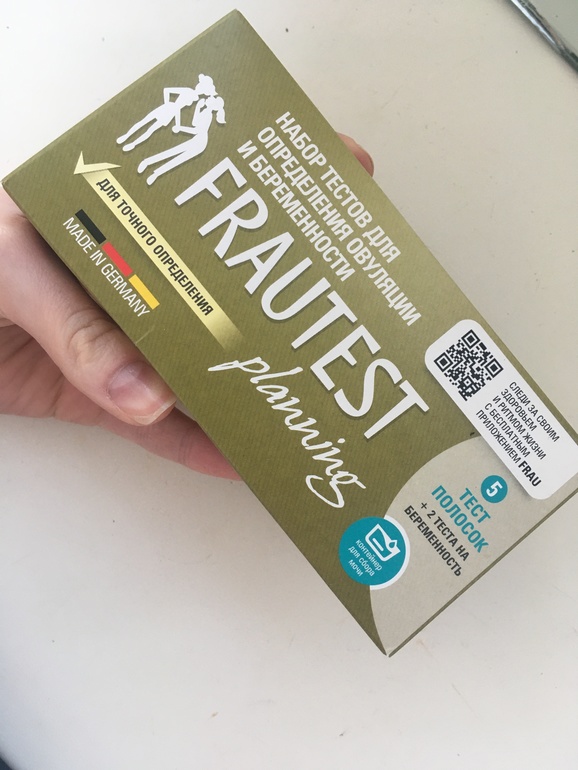 НАБОР ТЕСТОВ ДЛЯ
ОПРЕДЕЛЕНИЯ ОВУЛЯЦИИ
И БЕРЕМЕННОСТИ
FRAUTEST
planning
ДЛЯ ТОЧНОГО ОПРЕДЕЛЕНИЯ
MADE IN GERMANY
СЛЕДИ ЗА СВОИМ
ЗДОРОВЬЕМ
И РИТМОМ ЖИЗНИ
С БЕСПЛАТНЫМ
ПРИЛОЖЕНИЕМ FRAU
5
ТЕСТ
ПОЛОСОК
+ 2 ТЕСТА НА
БЕРЕМЕННОСТЬ
контейнер
для сбора
мочи